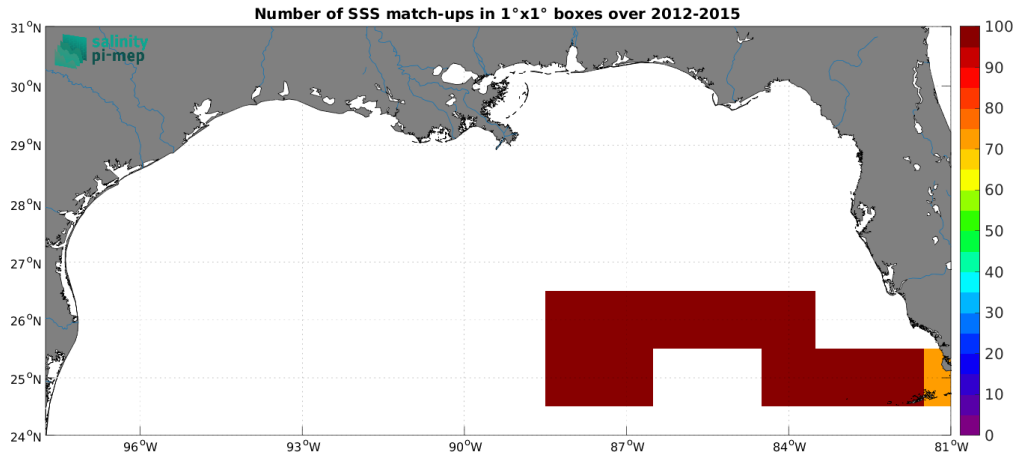 Number of SSS match-ups in 1°x1° boxes over 2012-2015
salinity
pi-mep
31°N
30°N
29°N
28°N
27°N
26°N
25°N
24°N
96°W
93°W
90°W
87°W
84°W
81°W
100
90
80
70
60
50
40
30
20
10
0